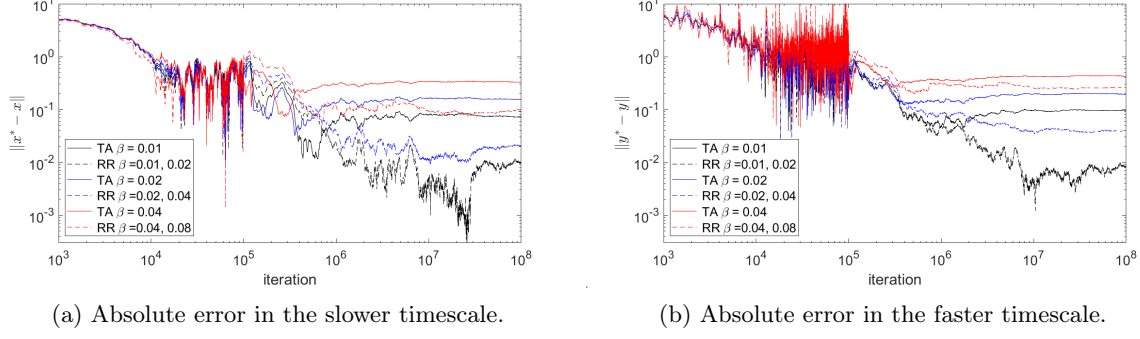 10^1
10^0
10^-1
10^-2
10^-3
||x* − x||
TA β = 0.01
RR β =0.01, 0.02
TA β = 0.02
RR β =0.02, 0.04
TA β = 0.04
RR β =0.04, 0.08
10^3 10^4 10^5 10^6 10^7 10^8
iteration
(a) Absolute error in the slower timescale.
10^1
10^0
10^-1
10^-2
10^-3
||y* − y||
TA β = 0.01
RR β =0.01, 0.02
TA β = 0.02
RR β =0.02, 0.04
TA β = 0.04
RR β =0.04, 0.08
10^3 10^4 10^5 10^6 10^7 10^8
iteration
(b) Absolute error in the faster timescale.